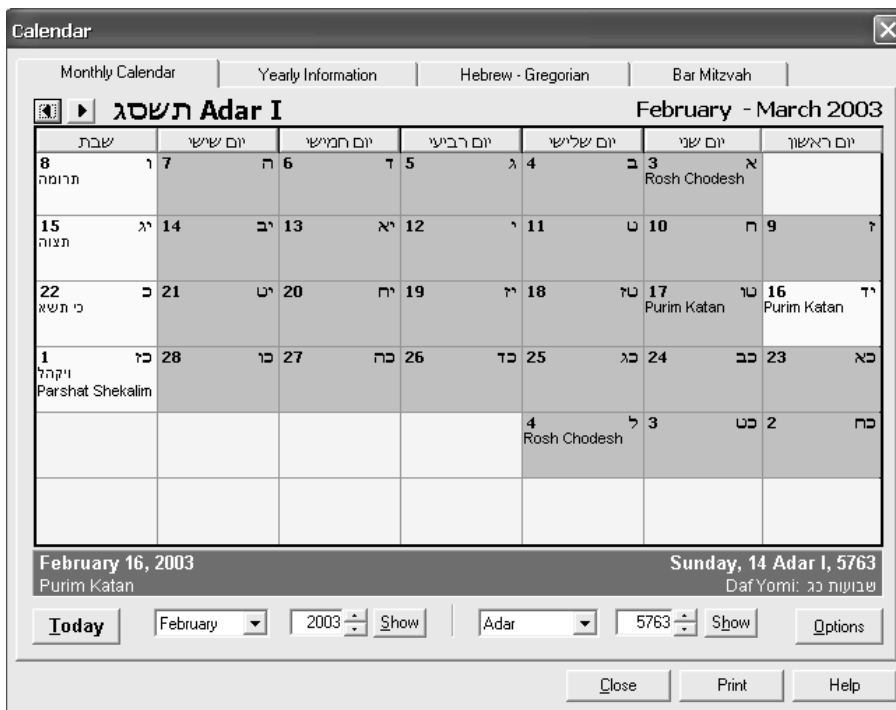 Calendar
Monthly Calendar
Yearly Information
Hebrew - Gregorian
Bar Mitzvah
תשסג Adar I
February - March 2003
יום ראשון
יום שני
יום שלישי
יום רביעי
יום חמישי
יום שישי
שבת
3 א
Rosh Chodesh
4 ב
5 ג
6 ד
7 ה
8 ו
תרומה
9 ז
10 ח
11 ט
12 י
13 יא
14 יב
15 יג
תצוה
16 יד
Purim Katan
17 טו
Purim Katan
18 טז
19 יז
20 יח
21 יט
22 כ
כי תשא
23 כא
24 כב
25 כג
26 כד
27 כה
28 כו
1 כז
ויקהל
Parshat Shekalim
2 כח
3 כט
4 ל
Rosh Chodesh
February 16, 2003
Sunday, 14 Adar I, 5763
Purim Katan
Daf Yomi: שבועות כג
Today
February
2003
Show
Adar
5763
Show
Options
Close
Print
Help